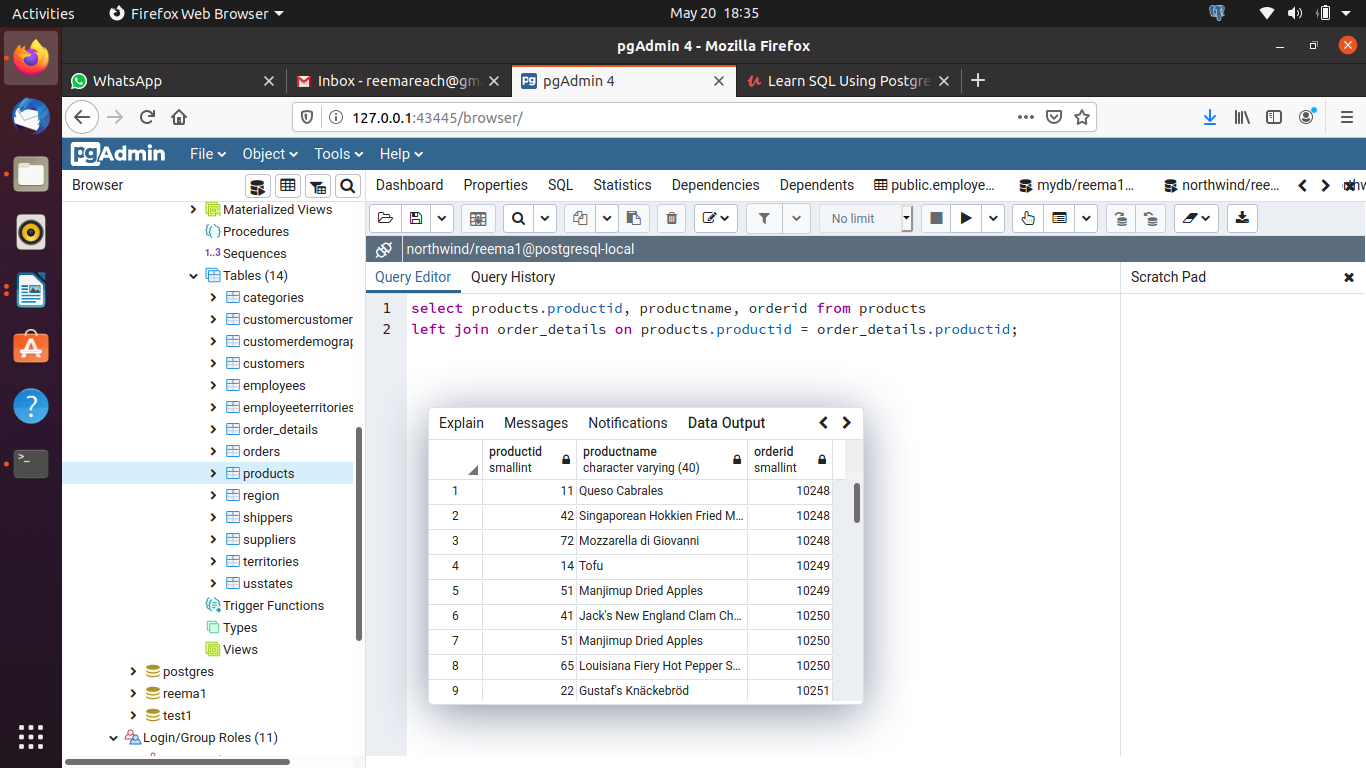 Activities Firefox Web Browser May 20 18:35
pgAdmin 4 - Mozilla Firefox
WhatsApp Inbox - reemareach@gm pgAdmin 4 Learn SQL Using Postgre
127.0.0.1:43445/browser/
pgAdmin File Object Tools Help
Browser Dashboard Properties SQL Statistics Dependencies Dependents public.employe... mydb/reema1... northwind/ree...
No limit
northwind/reema1@postgresql-local
Query Editor Query History Scratch Pad
Materialized Views
Procedures
1..3 Sequences
Tables (14)
categories
customercustomer
customerdemograp
customers
employees
employeeterritories
order_details
orders
products
region
shippers
suppliers
territories
usstates
Trigger Functions
Types
Views
postgres
reema1
test1
Login/Group Roles (11)
1 select products.productid, productname, orderid from products
2 left join order_details on products.productid = order_details.productid;
Explain Messages Notifications Data Output
productid productname orderid
smallint character varying (40) smallint
1 11 Queso Cabrales 10248
2 42 Singaporean Hokkien Fried M... 10248
3 72 Mozzarella di Giovanni 10248
4 14 Tofu 10249
5 51 Manjimup Dried Apples 10249
6 41 Jack's New England Clam Ch... 10250
7 51 Manjimup Dried Apples 10250
8 65 Louisiana Fiery Hot Pepper S... 10250
9 22 Gustaf's Knäckebröd 10251